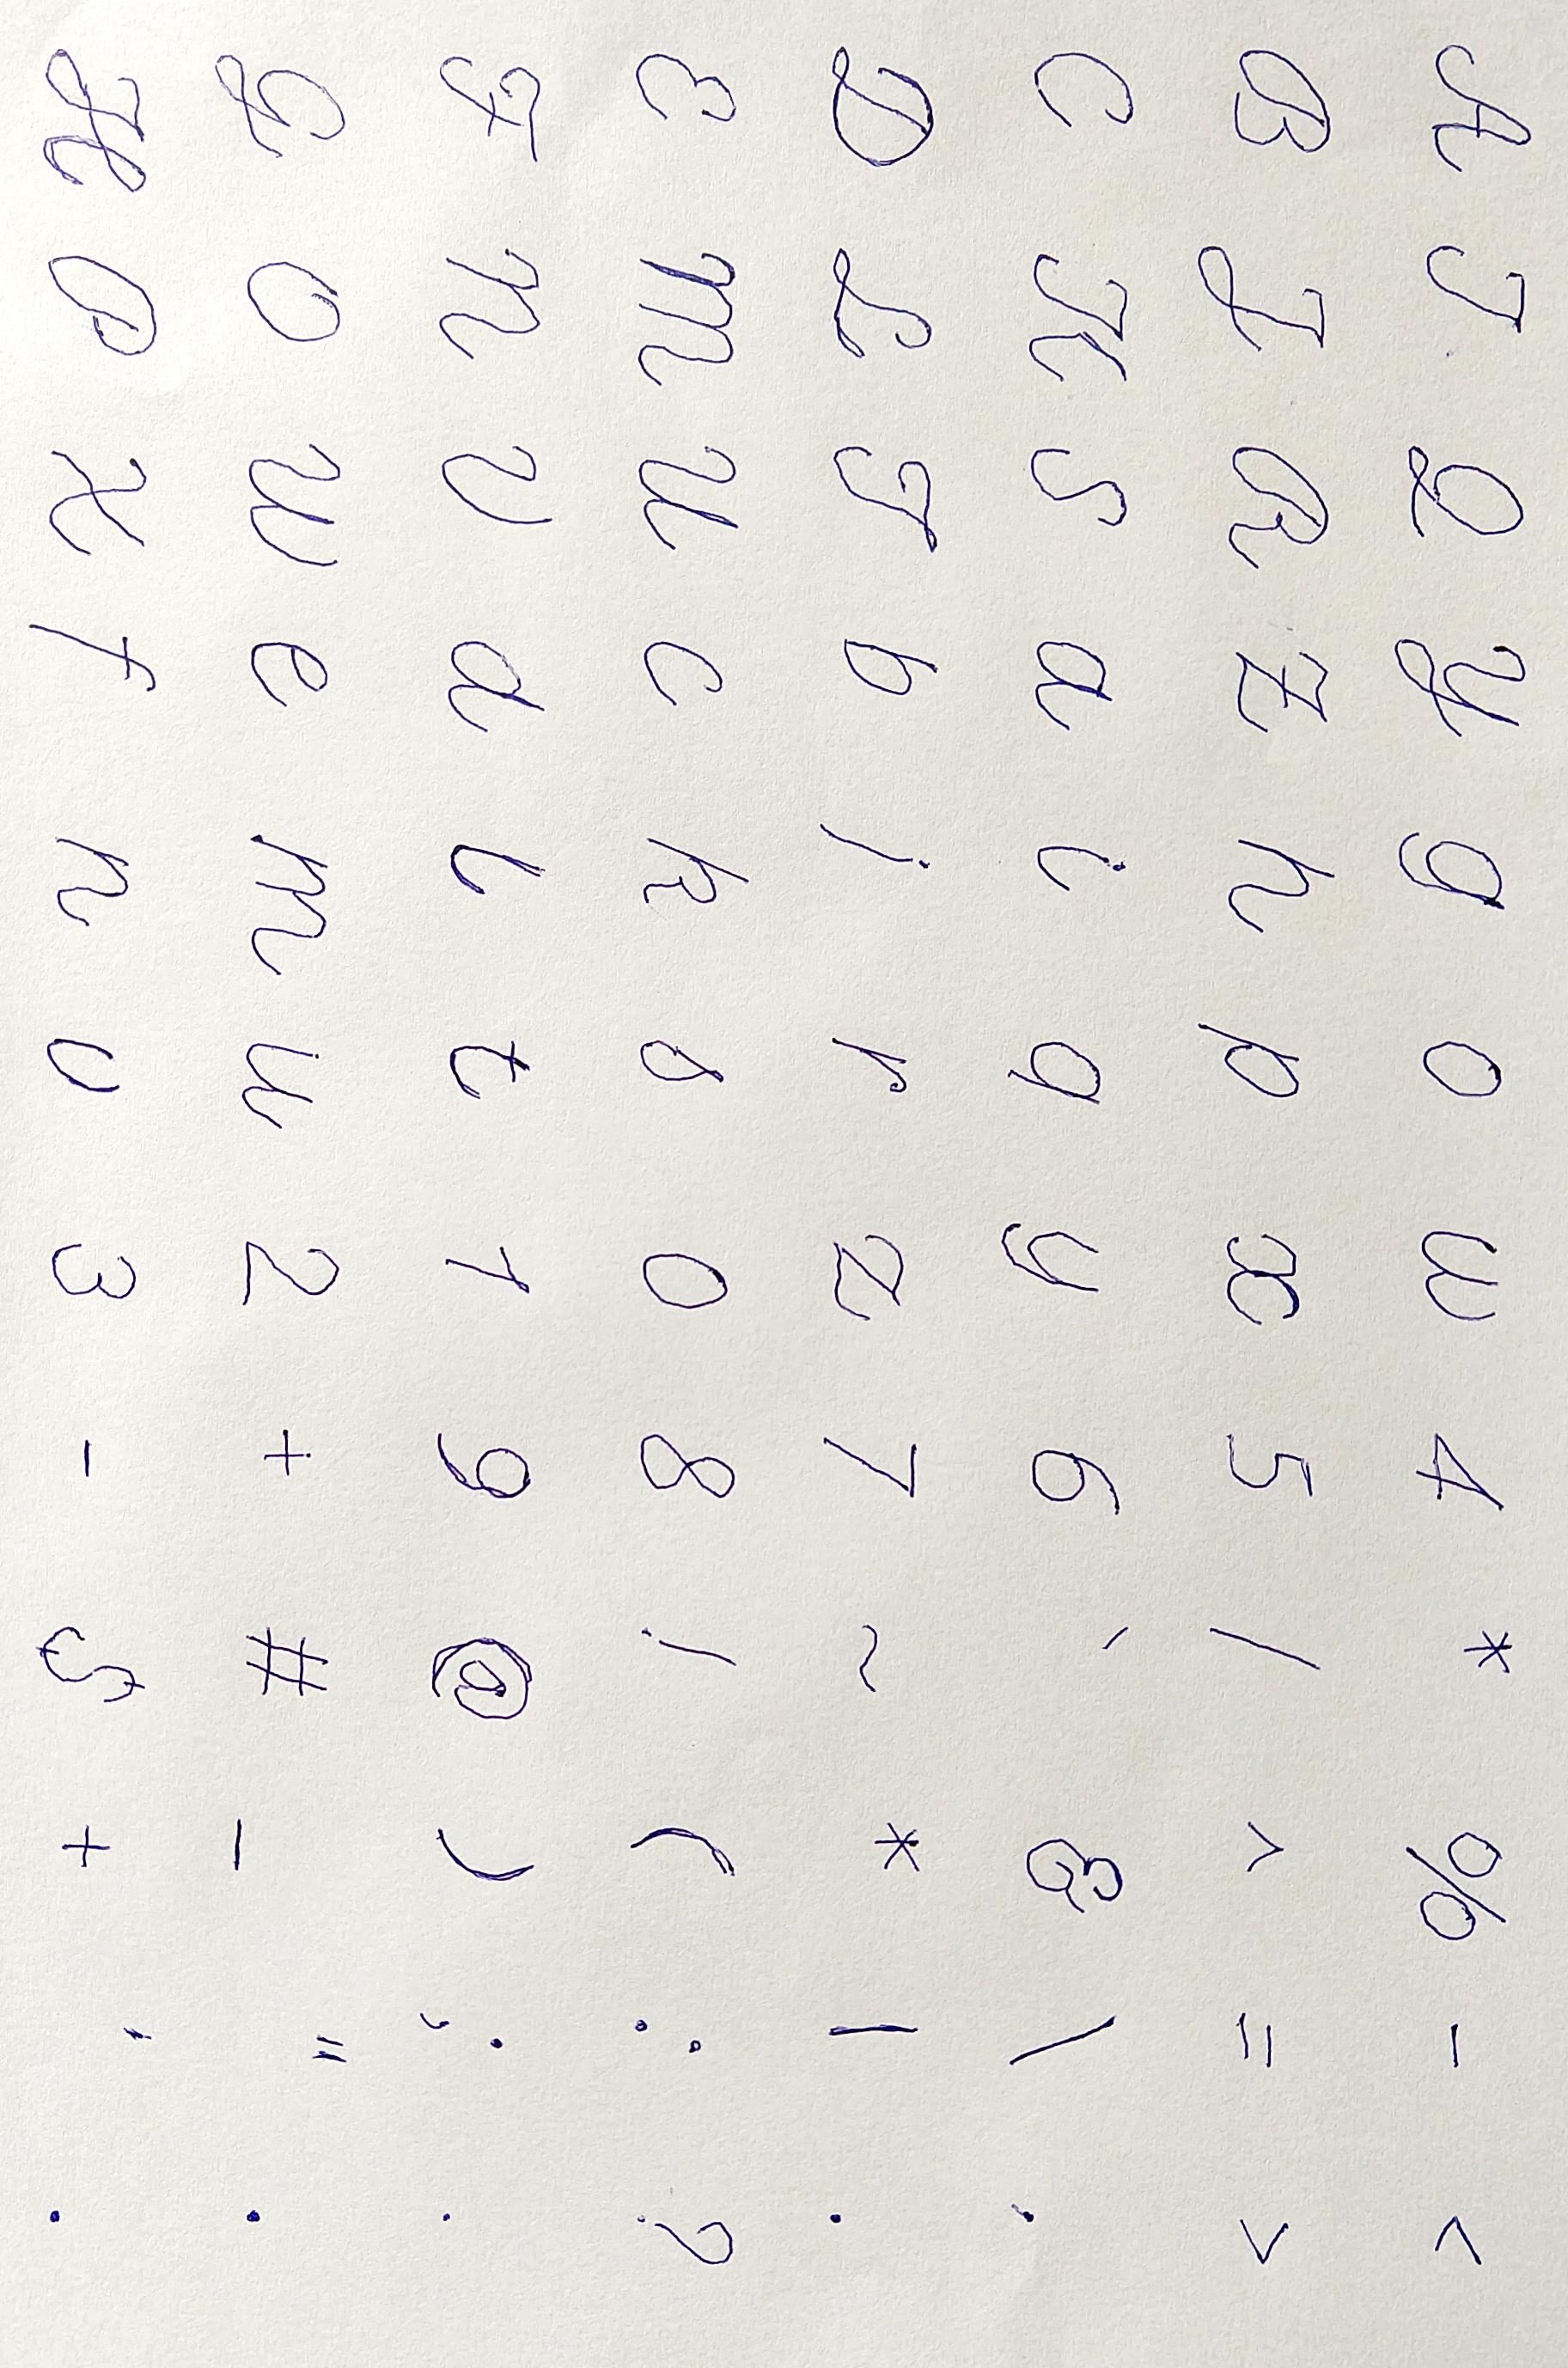 A I Q Y g o w 4 * % - <
B J R Z h p x 5 / ^ = >
C K S a i q y 6 ' & \ ,
D L T b j r z 7 ~ * | .
E M U c k s 0 8 ! ( : ?
F N V d l t 1 9 @ ) ; .
G O W e m u 2 + # _ " .
H P X f n v 3 - $ + ' .